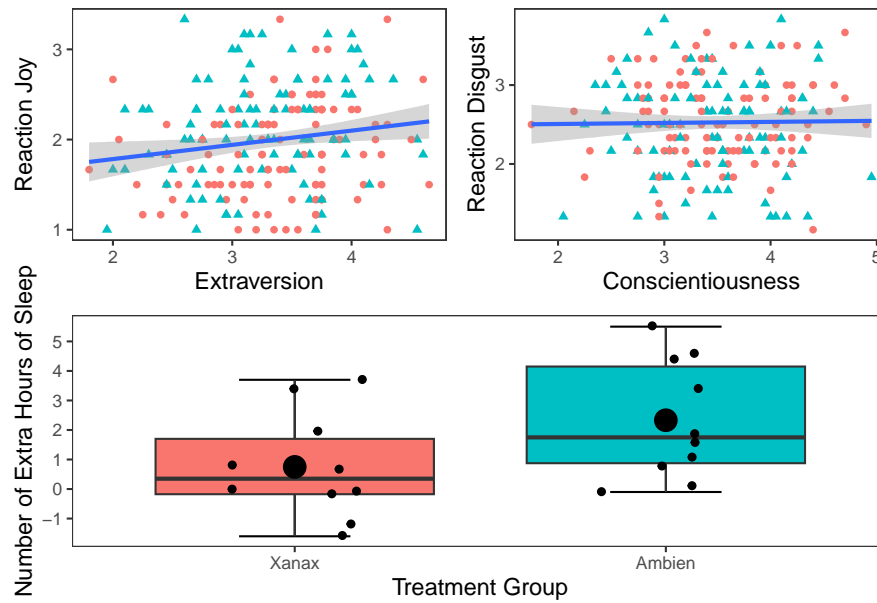 Reaction Joy
3
2
1
2
3
4
Extraversion
Reaction Disgust
3
2
2
3
4
5
Conscientiousness
Number of Extra Hours of Sleep
5
4
3
2
1
0
−1
Xanax
Ambien
Treatment Group